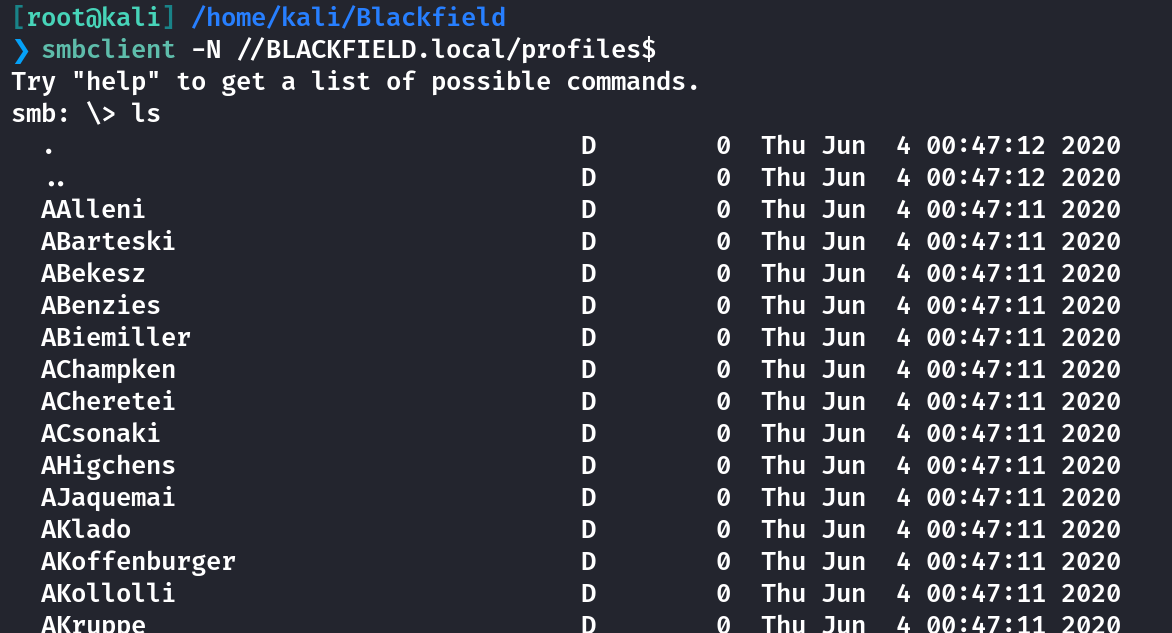 [root@kali] /home/kali/Blackfield
❯ smbclient -N //BLACKFIELD.local/profiles$
Try "help" to get a list of possible commands.
smb: \> ls
  .                                   D        0  Thu Jun  4 00:47:12 2020
  ..                                  D        0  Thu Jun  4 00:47:12 2020
  AAlleni                             D        0  Thu Jun  4 00:47:11 2020
  ABarteski                           D        0  Thu Jun  4 00:47:11 2020
  ABekesz                             D        0  Thu Jun  4 00:47:11 2020
  ABenzies                            D        0  Thu Jun  4 00:47:11 2020
  ABiemiller                          D        0  Thu Jun  4 00:47:11 2020
  AChampken                           D        0  Thu Jun  4 00:47:11 2020
  ACheretei                           D        0  Thu Jun  4 00:47:11 2020
  ACsonaki                            D        0  Thu Jun  4 00:47:11 2020
  AHigchens                           D        0  Thu Jun  4 00:47:11 2020
  AJaquemai                           D        0  Thu Jun  4 00:47:11 2020
  AKlado                              D        0  Thu Jun  4 00:47:11 2020
  AKoffenburger                       D        0  Thu Jun  4 00:47:11 2020
  AKollolli                           D        0  Thu Jun  4 00:47:11 2020
  AKruppe                             D        0  Thu Jun  4 00:47:11 2020